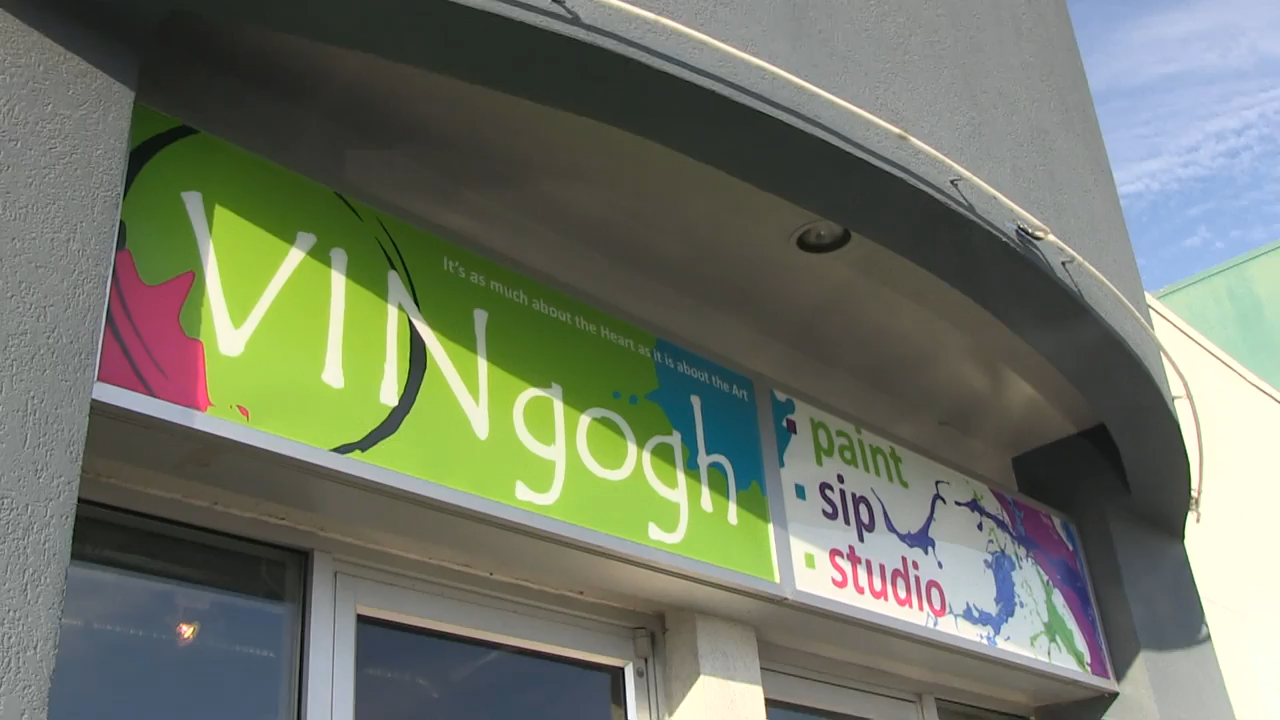 It's as much about the Heart as it is about the Art
VINgogh
paint
sip
studio